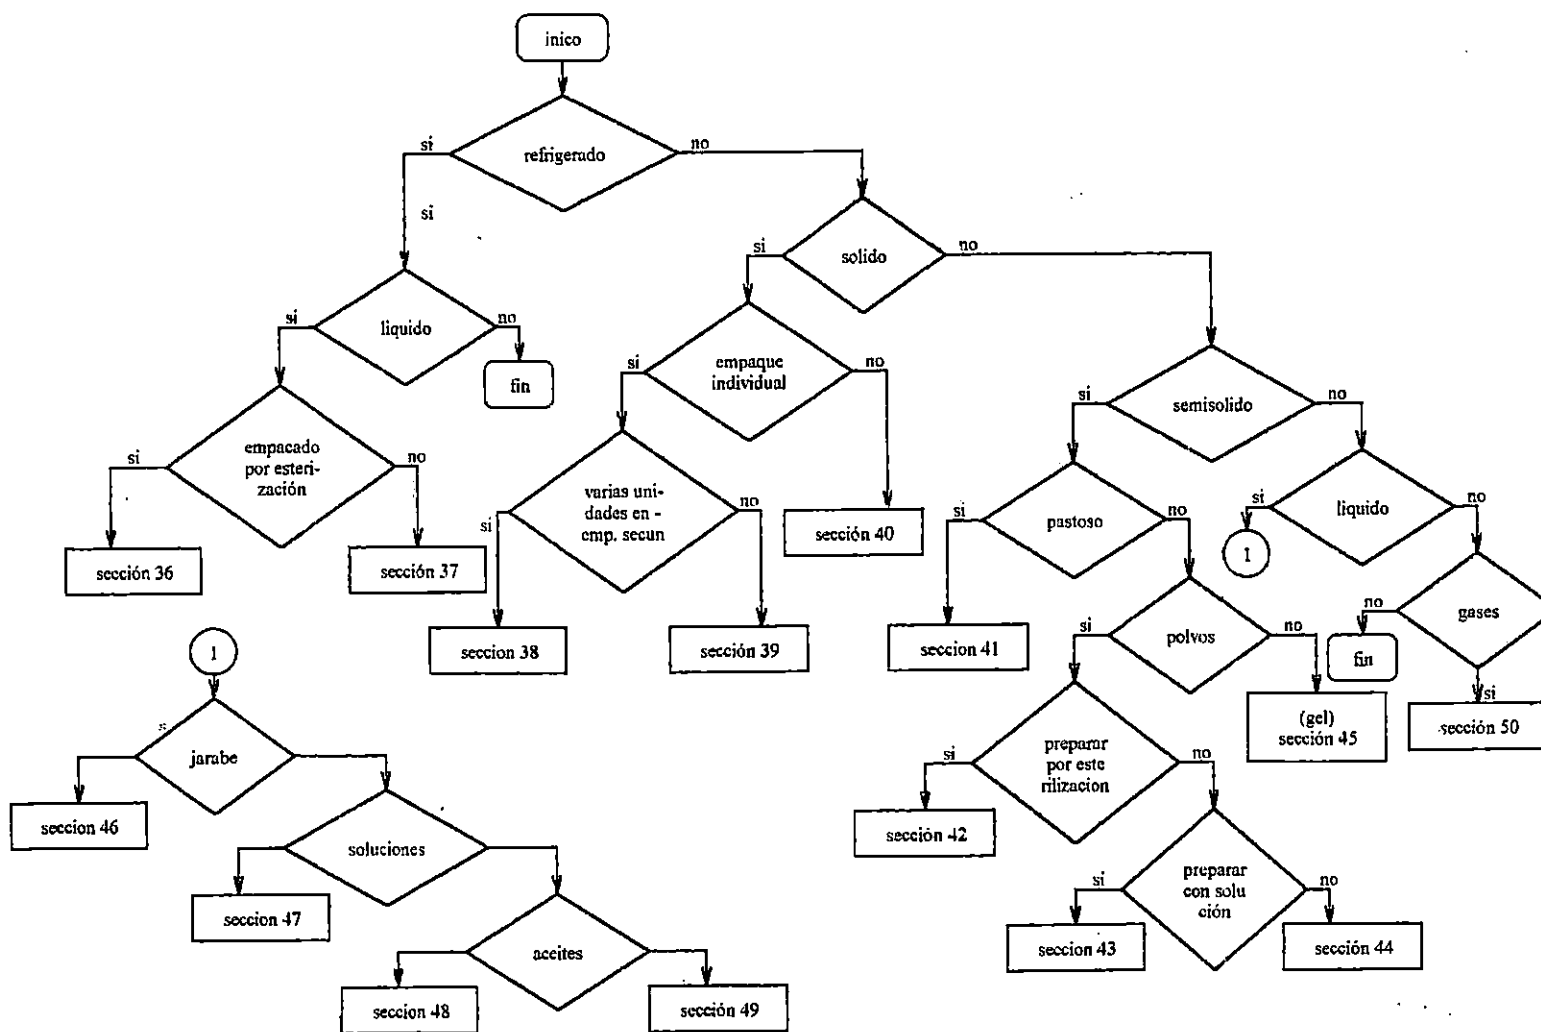 inico
si
refrigerado
no
si
si
solido
no
si
liquido
no
fin
si
empaque
individual
no
si
semisolido
no
si
empacado
por esteri-
zación
no
si
varias uni-
dades en -
emp. secun
no
sección 40
si
pastoso
no
si
liquido
no
1
sección 36
sección 37
seccion 38
sección 39
seccion 41
si
polvos
no
no
gases
fin
si
(gel)
sección 45
sección 50
1
s
jarabe
seccion 46
soluciones
seccion 47
aceites
seccion 48
sección 49
si
preparar
por este
rilizacion
no
sección 42
si
preparar
con solu
ción
no
seccion 43
sección 44